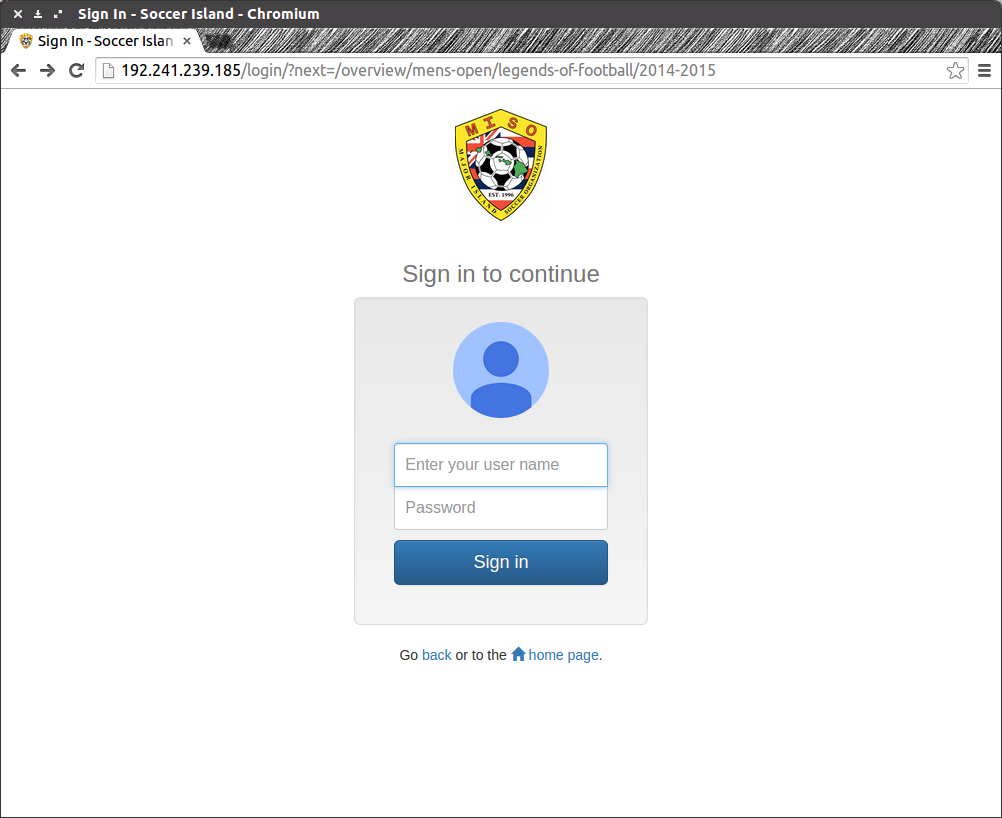 Sign In - Soccer Island - Chromium
Sign In - Soccer Islan
192.241.239.185/login/?next=/overview/mens-open/legends-of-football/2014-2015
MISO
MAJOR ISLAND SOCCER ORGANIZATION
EST. 1996
Sign in to continue
Enter your user name
Password
Sign in
Go back or to the home page.